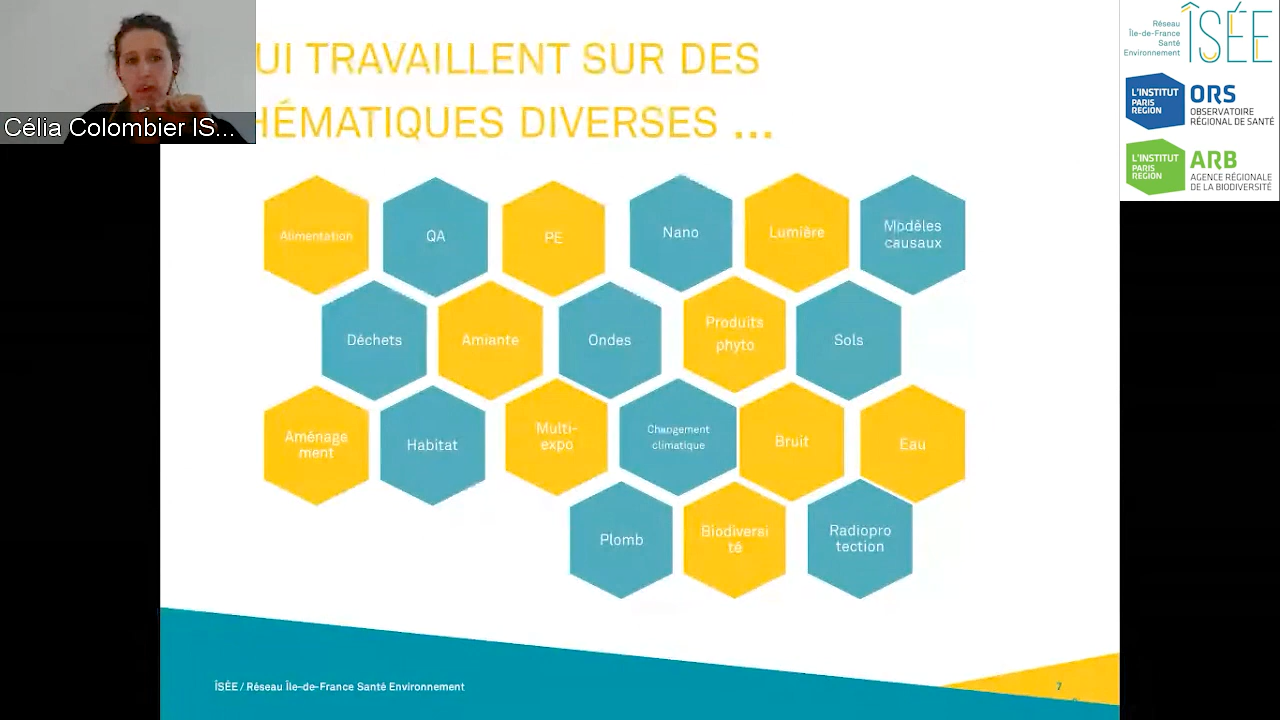 UI TRAVAILLENT SUR DES
HÉMATIQUES DIVERSES ...
Célia Colombier IS...
Réseau
Île-de-France
Santé
Environnement
ÎSÉE
L'INSTITUT
PARIS
REGION
ORS
OBSERVATOIRE
RÉGIONAL DE SANTÉ
L'INSTITUT
PARIS
REGION
ARB
AGENCE RÉGIONALE
DE LA BIODIVERSITÉ
Alimentation
QA
PE
Nano
Lumière
Modèles
causaux
Déchets
Amiante
Ondes
Produits
phyto
Sols
Aménage
ment
Habitat
Multi-
expo
Changement
climatique
Bruit
Eau
Plomb
Biodiversi
té
Radiopro
tection
ÎSÉE / Réseau Île-de-France Santé Environnement
7